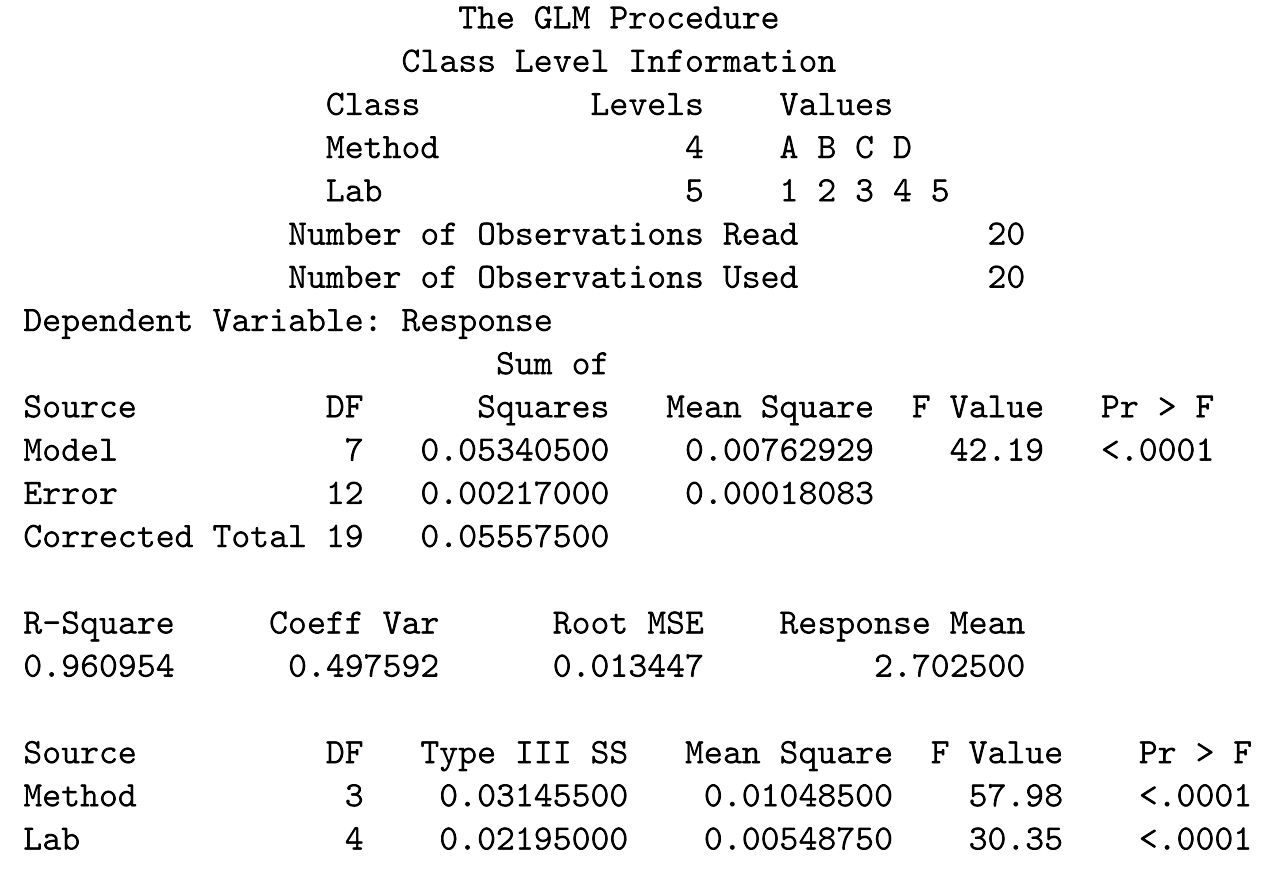 The GLM Procedure
Class Level Information
Class Levels Values
Method 4 A B C D
Lab 5 1 2 3 4 5
Number of Observations Read 20
Number of Observations Used 20
Dependent Variable: Response
Sum of
Source DF Squares Mean Square F Value Pr > F
Model 7 0.05340500 0.00762929 42.19 <.0001
Error 12 0.00217000 0.00018083
Corrected Total 19 0.05557500
R-Square Coeff Var Root MSE Response Mean
0.960954 0.497592 0.013447 2.702500
Source DF Type III SS Mean Square F Value Pr > F
Method 3 0.03145500 0.01048500 57.98 <.0001
Lab 4 0.02195000 0.00548750 30.35 <.0001